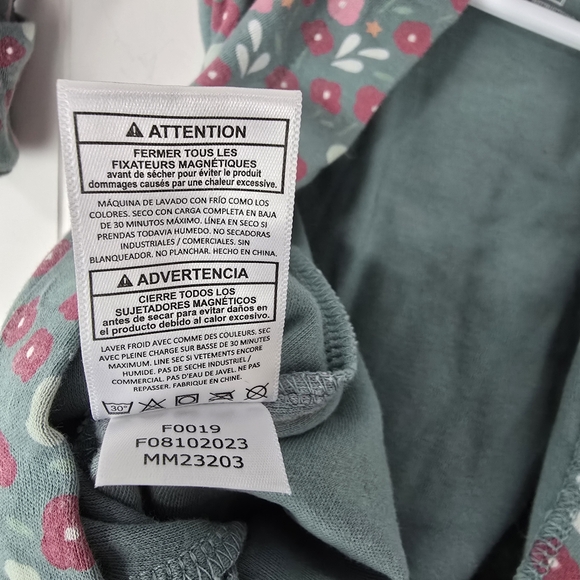 ⚠ ATTENTION
FERMER TOUS LES
FIXATEURS MAGNÉTIQUES
avant de sécher pour éviter le produit
dommages causés par une chaleur excessive.
MÁQUINA DE LAVADO CON FRÍO COMO LOS
COLORES. SECO CON CARGA COMPLETA EN BAJA
DE 30 MINUTOS MÁXIMO. LÍNEA EN SECO SI
PRENDAS TODAVIA HUMEDO. NO SECADORAS
INDUSTRIALES / COMERCIALES. SIN
BLANQUEADOR. NO PLANCHAR. HECHO EN CHINA.
⚠ ADVERTENCIA
CIERRE TODOS LOS
SUJETADORES MAGNÉTICOS
antes de secar para evitar daños en
el producto debido al calor excesivo.
LAVER FROID AVEC COMME DES COULEURS. SEC
AVEC PLEINE CHARGE SUR BASSE DE 30 MINUTES
MAXIMUM. LINE SEC SI VETEMENTS ENCORE
HUMIDE. PAS DE SECHE INDUSTRIEL /
COMMERCIAL. PAS D'EAU DE JAVEL. NE PAS
REPASSER. FABRIQUE EN CHINE.
30°
F0019
F08102023
MM23203